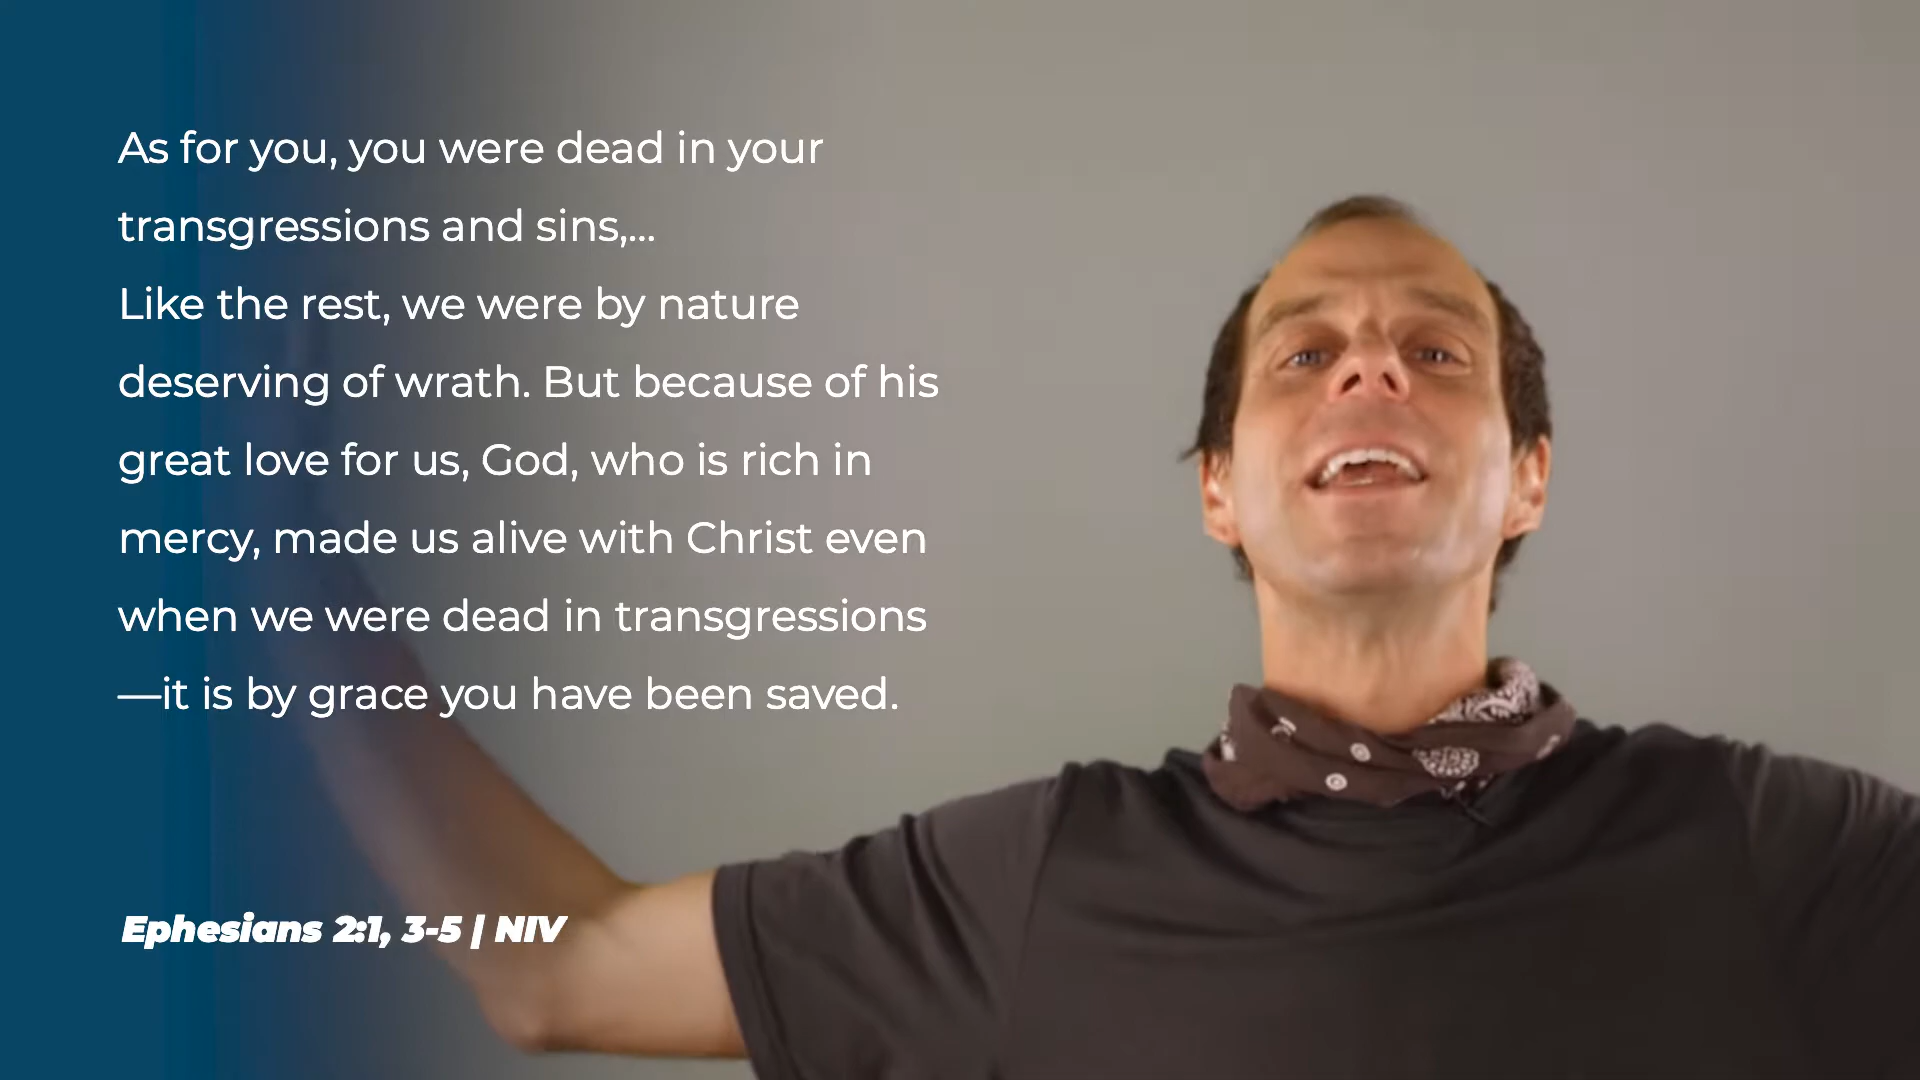 As for you, you were dead in your
transgressions and sins,...
Like the rest, we were by nature
deserving of wrath. But because of his
great love for us, God, who is rich in
mercy, made us alive with Christ even
when we were dead in transgressions
—it is by grace you have been saved.
Ephesians 2:1, 3-5 | NIV